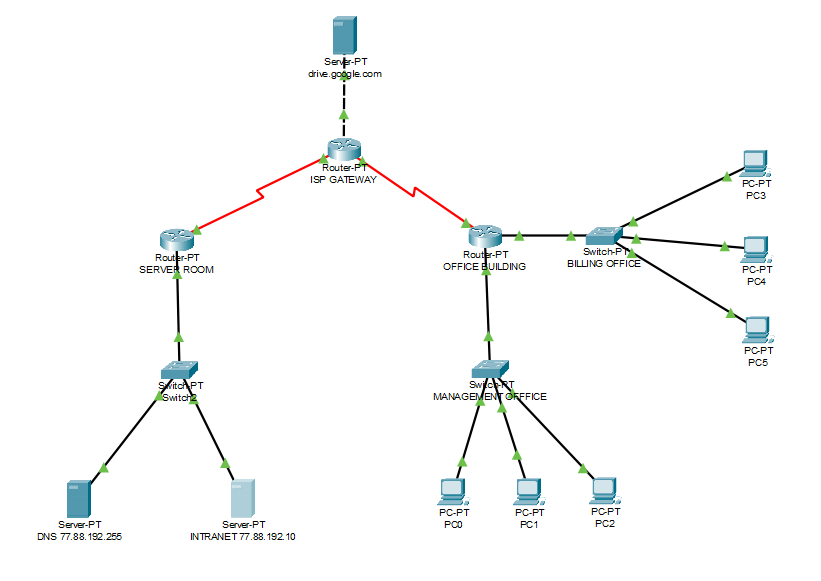 Server-PT
drive.google.com
Router-PT
ISP GATEWAY
PC-PT
PC3
Router-PT
SERVER ROOM
Router-PT
OFFICE BUILDING
Switch-PT
BILLING OFFICE
PC-PT
PC4
PC-PT
PC5
Switch-PT
Switch2
Switch-PT
MANAGEMENT OFFFICE
PC-PT
PC0
PC-PT
PC1
PC-PT
PC2
Server-PT
DNS 77.88.192.255
Server-PT
INTRANET 77.88.192.10